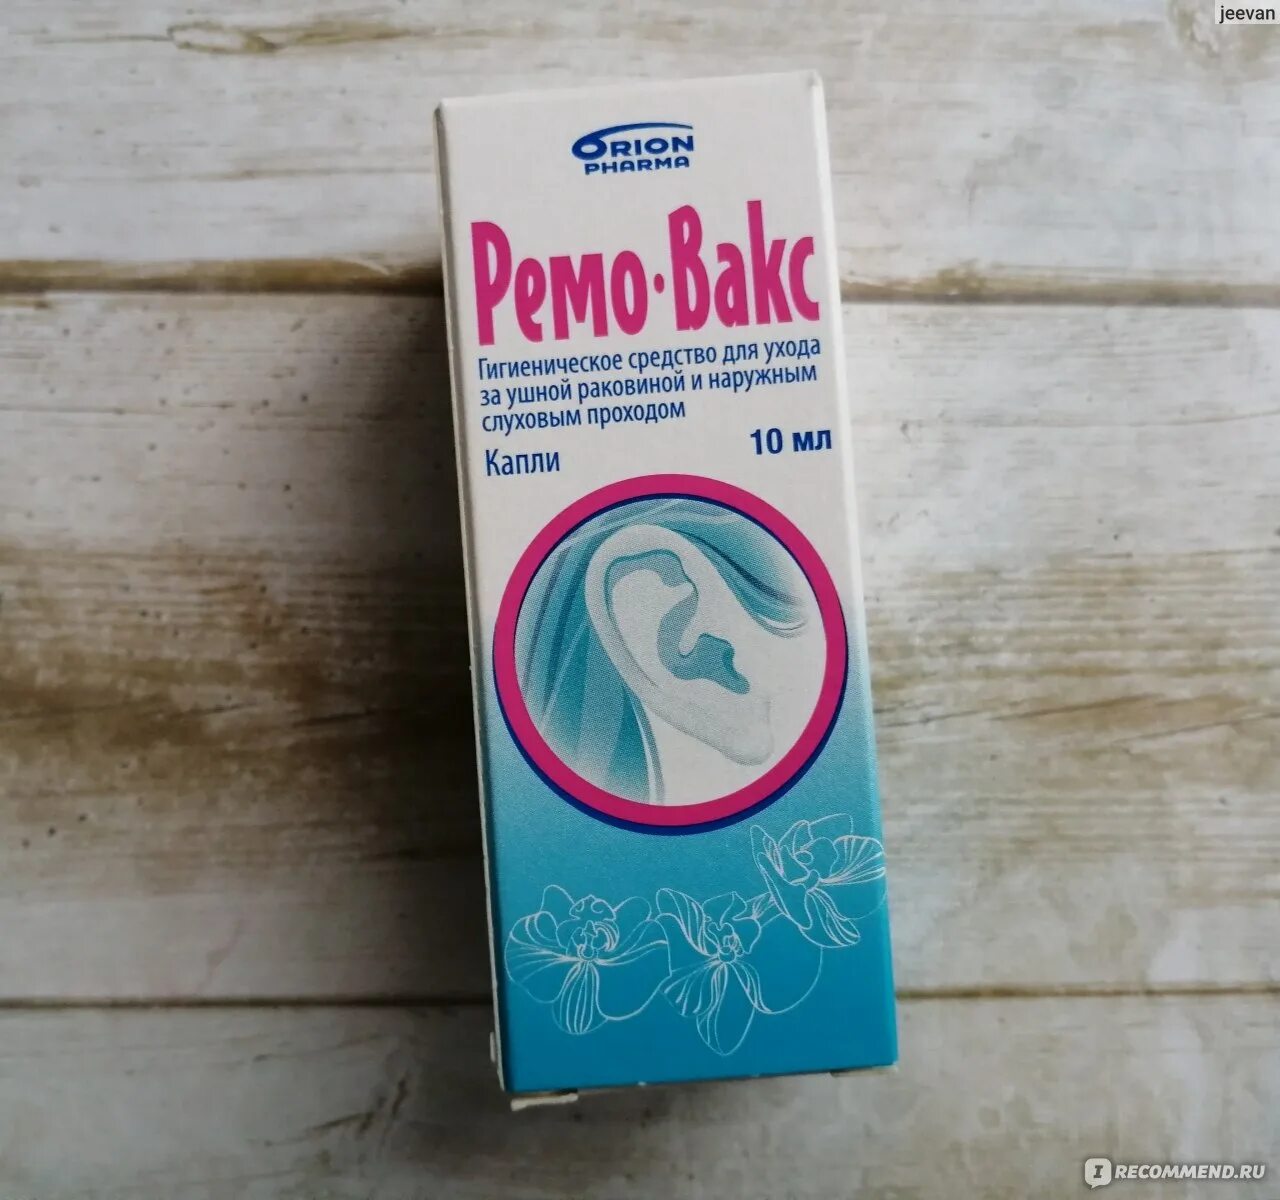 jeevan
ORION
PHARMA
Ремо·Вакс
Гигиеническое средство для ухода
за ушной раковиной и наружным
слуховым проходом
Капли 10 мл
I RECOMMEND.RU